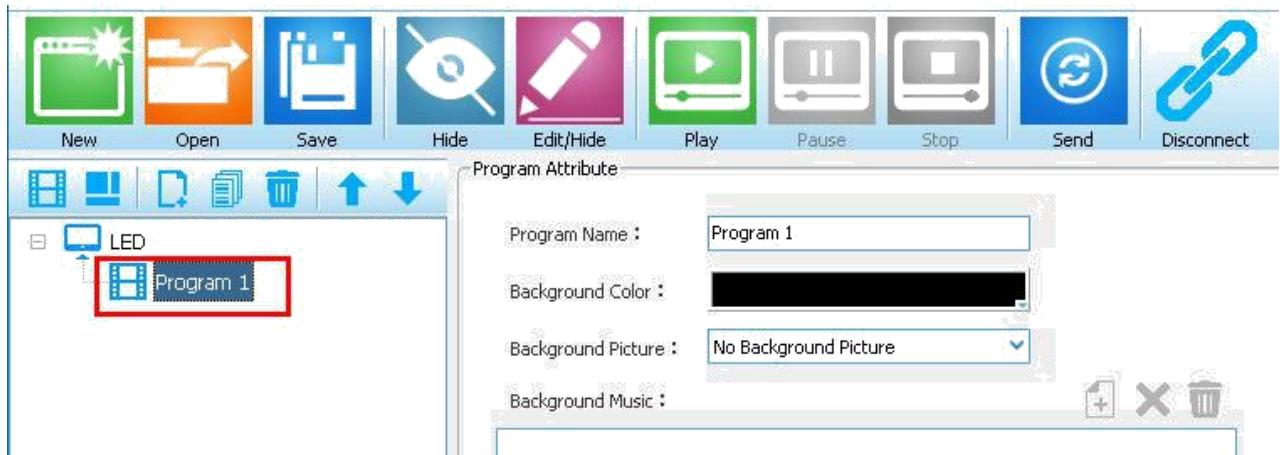 New Open Save Hide Edit/Hide Play Pause Stop Send Disconnect
Program Attribute
LED
Program 1
Program Name : Program 1
Background Color :
Background Picture : No Background Picture
Background Music :